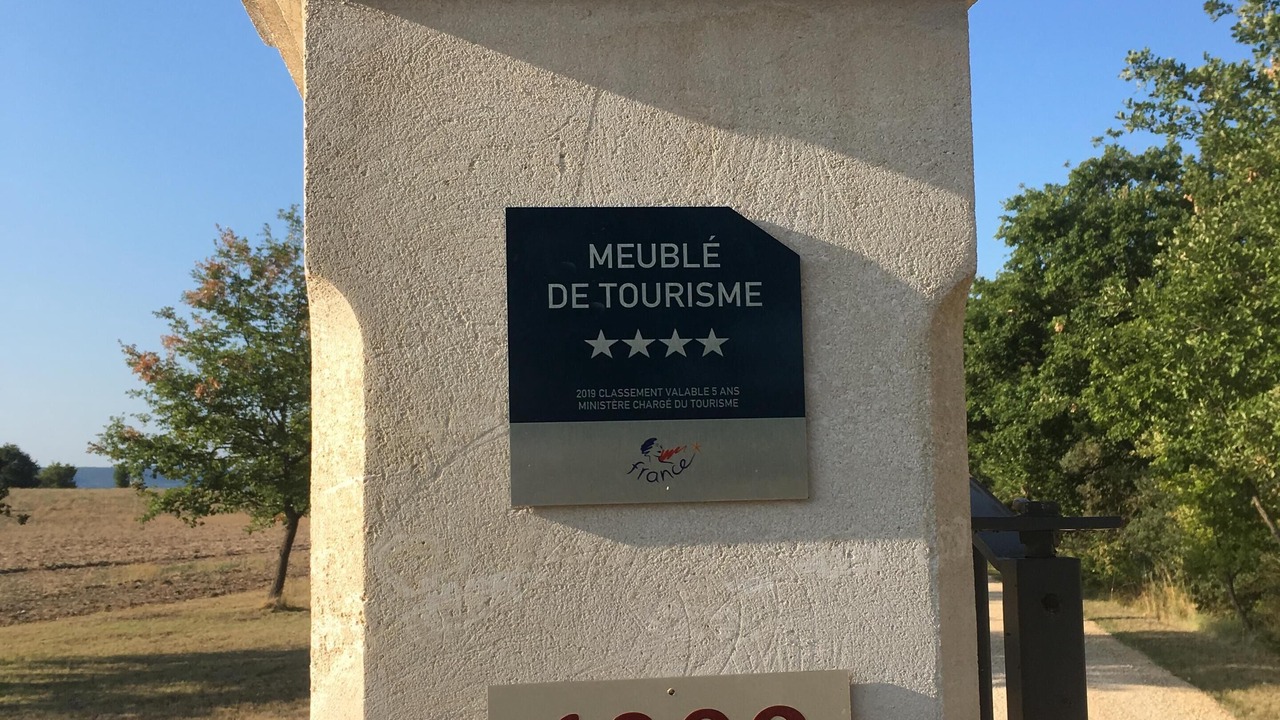 MEUBLÉ
DE TOURISME
★★★★
2019 CLASSEMENT VALABLE 5 ANS
MINISTÈRE CHARGÉ DU TOURISME
france